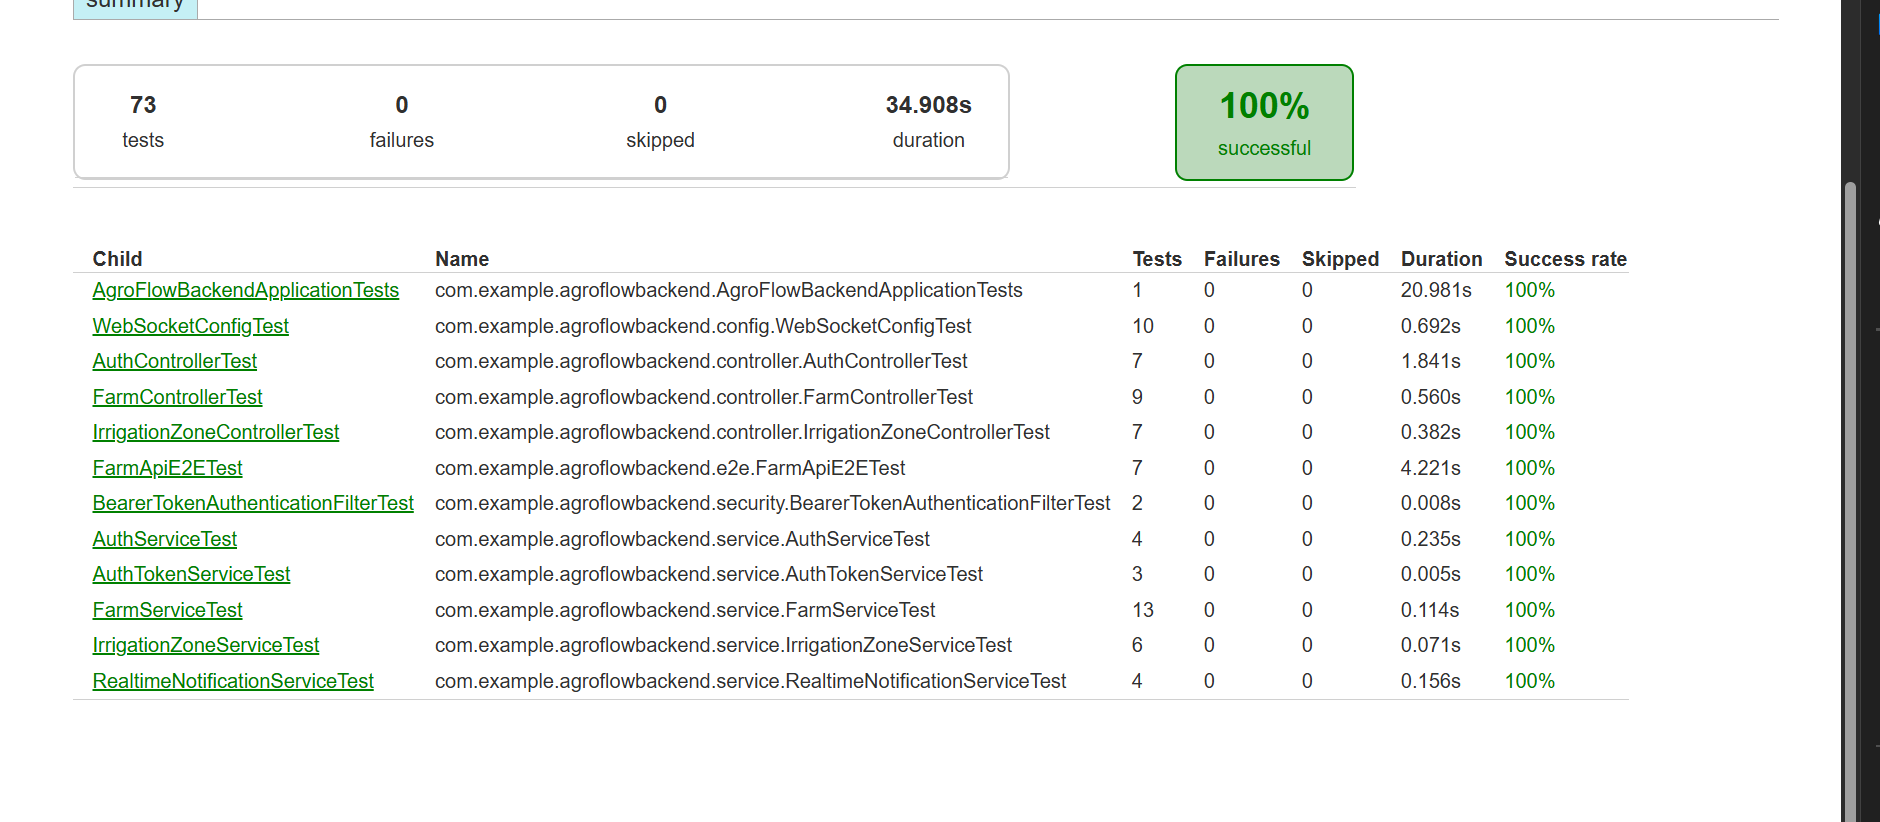 summary
73 0 0 34.908s 100%
tests failures skipped duration successful
Child Name Tests Failures Skipped Duration Success rate
AgroFlowBackendApplicationTests com.example.agroflowbackend.AgroFlowBackendApplicationTests 1 0 0 20.981s 100%
WebSocketConfigTest com.example.agroflowbackend.config.WebSocketConfigTest 10 0 0 0.692s 100%
AuthControllerTest com.example.agroflowbackend.controller.AuthControllerTest 7 0 0 1.841s 100%
FarmControllerTest com.example.agroflowbackend.controller.FarmControllerTest 9 0 0 0.560s 100%
IrrigationZoneControllerTest com.example.agroflowbackend.controller.IrrigationZoneControllerTest 7 0 0 0.382s 100%
FarmApiE2ETest com.example.agroflowbackend.e2e.FarmApiE2ETest 7 0 0 4.221s 100%
BearerTokenAuthenticationFilterTest com.example.agroflowbackend.security.BearerTokenAuthenticationFilterTest 2 0 0 0.008s 100%
AuthServiceTest com.example.agroflowbackend.service.AuthServiceTest 4 0 0 0.235s 100%
AuthTokenServiceTest com.example.agroflowbackend.service.AuthTokenServiceTest 3 0 0 0.005s 100%
FarmServiceTest com.example.agroflowbackend.service.FarmServiceTest 13 0 0 0.114s 100%
IrrigationZoneServiceTest com.example.agroflowbackend.service.IrrigationZoneServiceTest 6 0 0 0.071s 100%
RealtimeNotificationServiceTest com.example.agroflowbackend.service.RealtimeNotificationServiceTest 4 0 0 0.156s 100%